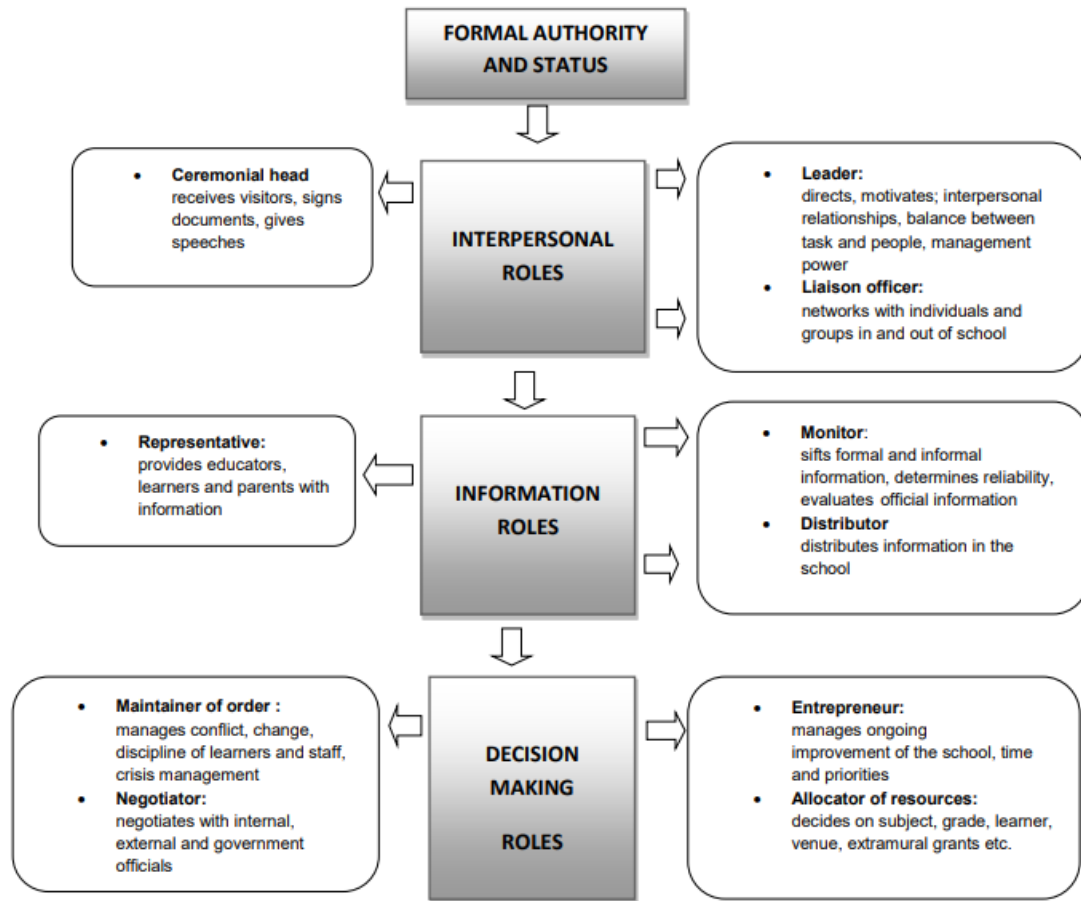 FORMAL AUTHORITY
AND STATUS
• Ceremonial head
receives visitors, signs
documents, gives
speeches
INTERPERSONAL
ROLES
• Leader:
directs, motivates; interpersonal
relationships, balance between
task and people, management
power
• Liaison officer:
networks with individuals and
groups in and out of school
• Representative:
provides educators,
learners and parents with
information
INFORMATION
ROLES
• Monitor:
sifts formal and informal
information, determines reliability,
evaluates official information
• Distributor
distributes information in the
school
• Maintainer of order :
manages conflict, change,
discipline of learners and staff,
crisis management
• Negotiator:
negotiates with internal,
external and government
officials
DECISION
MAKING
ROLES
• Entrepreneur:
manages ongoing
improvement of the school, time
and priorities
• Allocator of resources:
decides on subject, grade, learner,
venue, extramural grants etc.